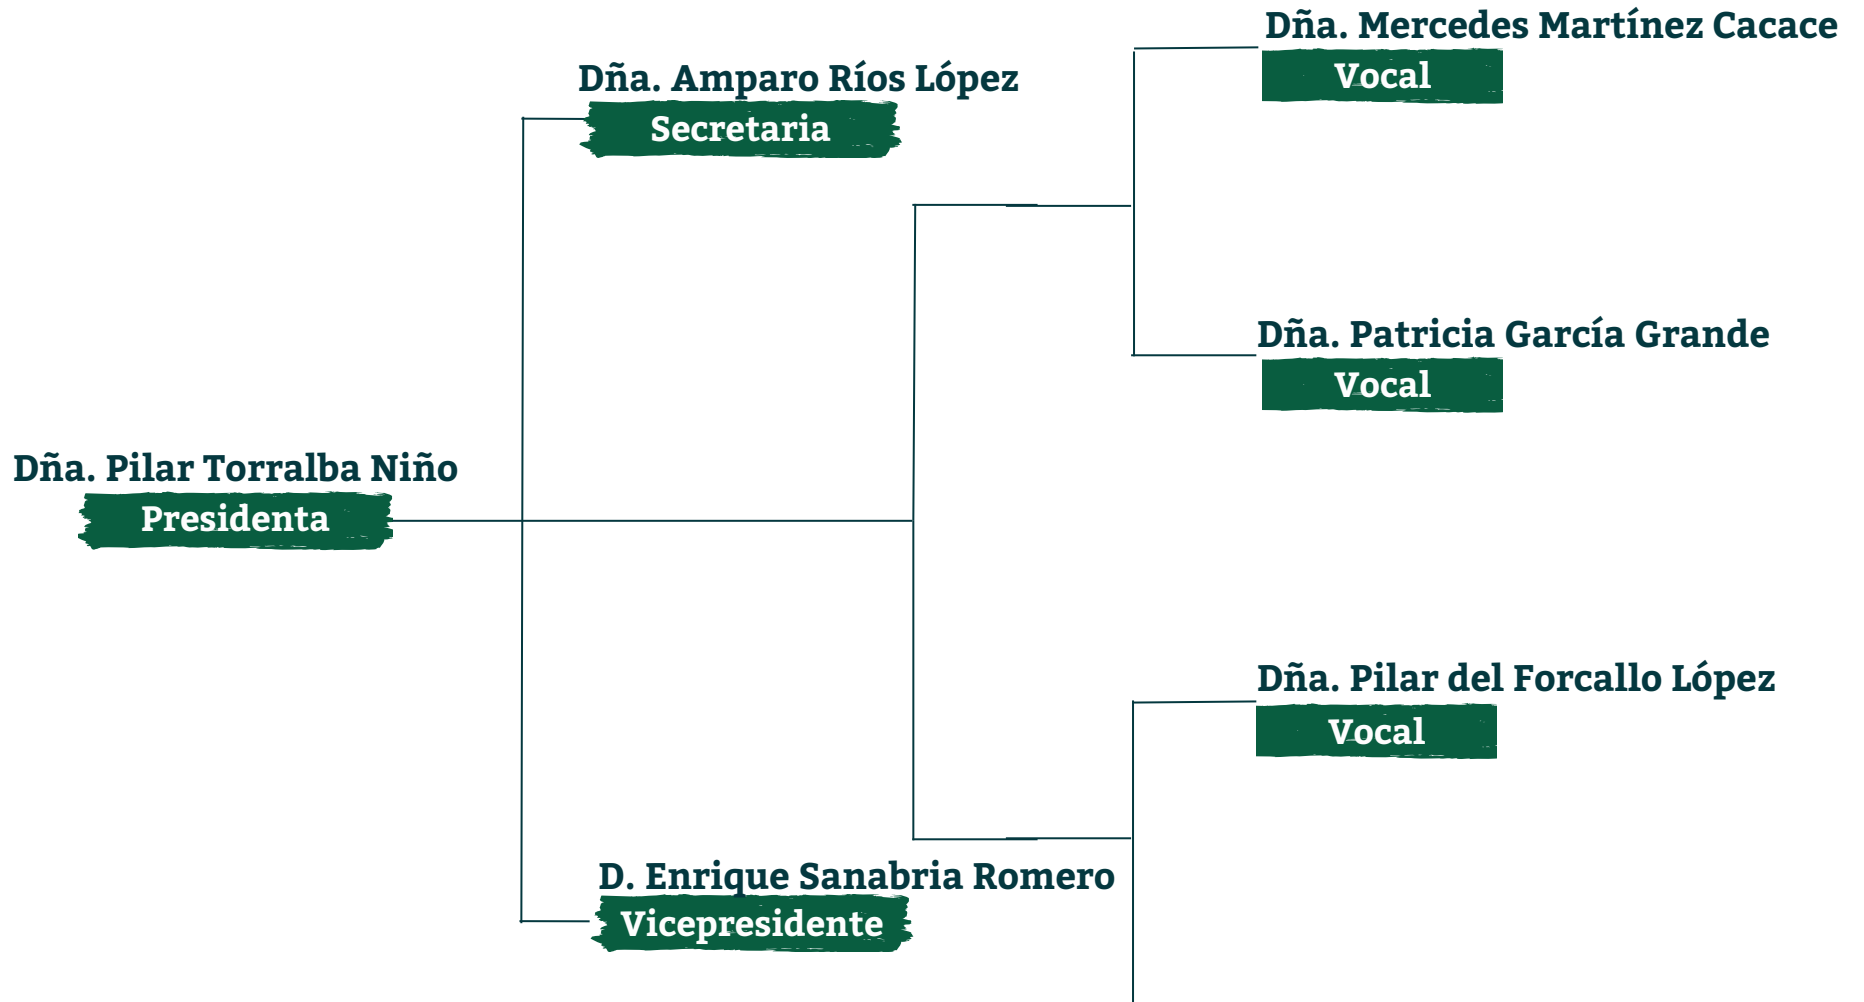 Dña. Mercedes Martínez Cacace
Vocal
Dña. Amparo Ríos López
Secretaria
Dña. Patricia García Grande
Vocal
Dña. Pilar Torralba Niño
Presidenta
Dña. Pilar del Forcallo López
Vocal
D. Enrique Sanabria Romero
Vicepresidente